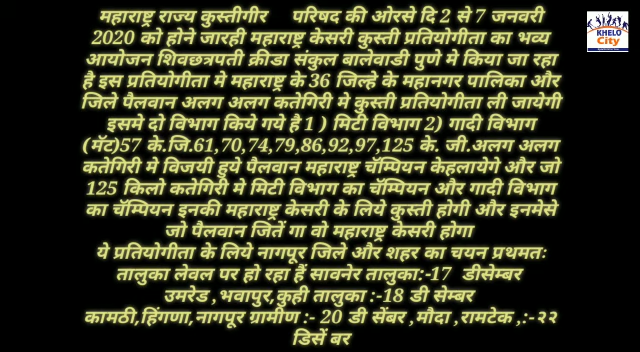 महाराष्ट्र राज्य कुस्तीगीर परिषद की ओरसे दि 2 से 7 जनवरी
2020 को होने जारही महाराष्ट्र केसरी कुस्ती प्रतियोगीता का भव्य
आयोजन शिवछत्रपती क्रीडा संकुल बालेवाडी पुणे मे किया जा रहा
है इस प्रतियोगीता मे महाराष्ट्र के 36 जिल्हे के महानगर पालिका और
जिले पैलवान अलग अलग कतेगिरी मे कुस्ती प्रतियोगीता ली जायेगी
इसमे दो विभाग किये गये है 1 ) मिटी विभाग 2) गादी विभाग
(मॅट)57 के.जि.61,70,74,79,86,92,97,125 के. जी.अलग अलग
कतेगिरी मे विजयी हुये पैलवान महाराष्ट्र चॅम्पियन केहलायेगे और जो
125 किलो कतेगिरी मे मिटी विभाग का चॅम्पियन और गादी विभाग
का चॅम्पियन इनकी महाराष्ट्र केसरी के लिये कुस्ती होगी और इनमेसे
जो पैलवान जितें गा वो महाराष्ट्र केसरी होगा
ये प्रतियोगीता के लिये नागपूर जिले और शहर का चयन प्रथमतः
तालुका लेवल पर हो रहा हैं सावनेर तालुका:-17 डीसेम्बर
उमरेड ,भवापुर,कुही तालुका :-18 डी सेम्बर
कामठी,हिंगणा,नागपूर ग्रामीण :- 20 डी सेंबर ,मौदा ,रामटेक ,:-२२
डिसें बर
KHELO
City